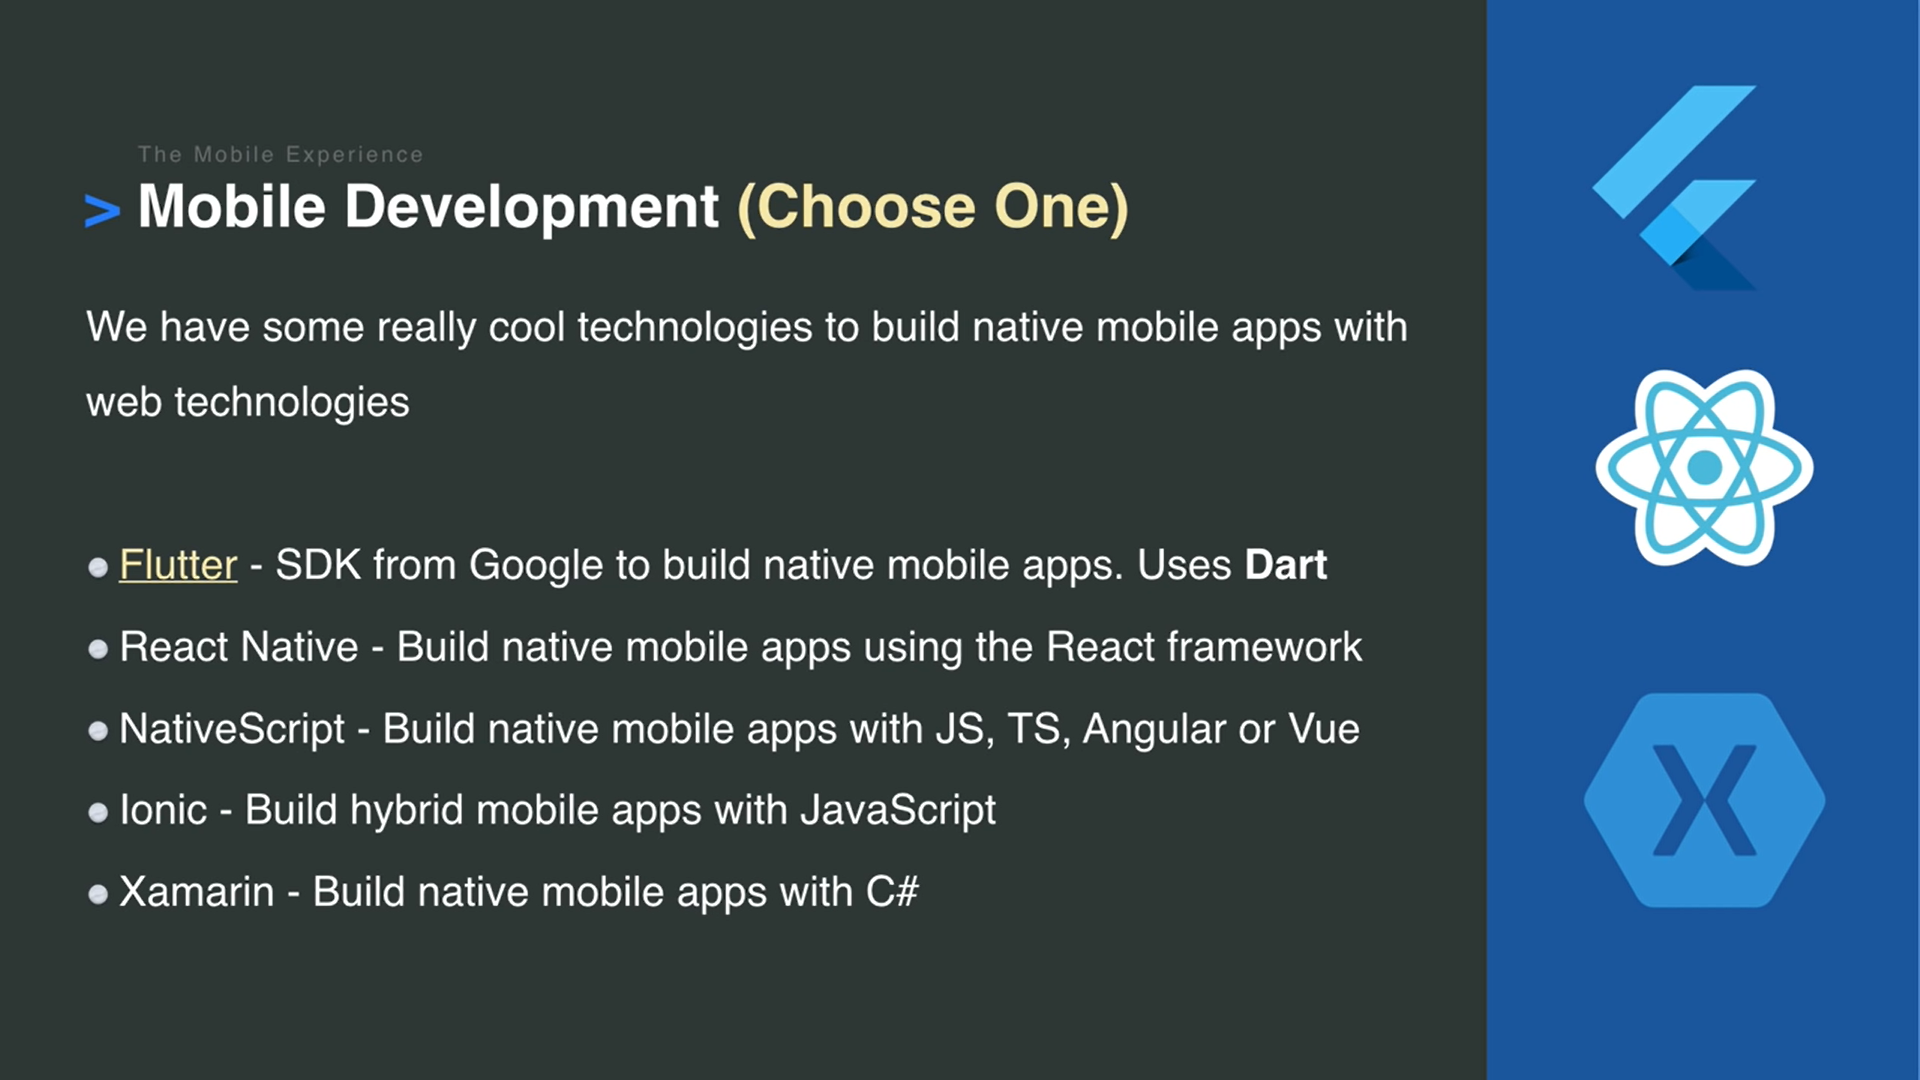 The Mobile Experience
> Mobile Development (Choose One)
We have some really cool technologies to build native mobile apps with
web technologies
Flutter - SDK from Google to build native mobile apps. Uses Dart
React Native - Build native mobile apps using the React framework
NativeScript - Build native mobile apps with JS, TS, Angular or Vue
Ionic - Build hybrid mobile apps with JavaScript
Xamarin - Build native mobile apps with C#